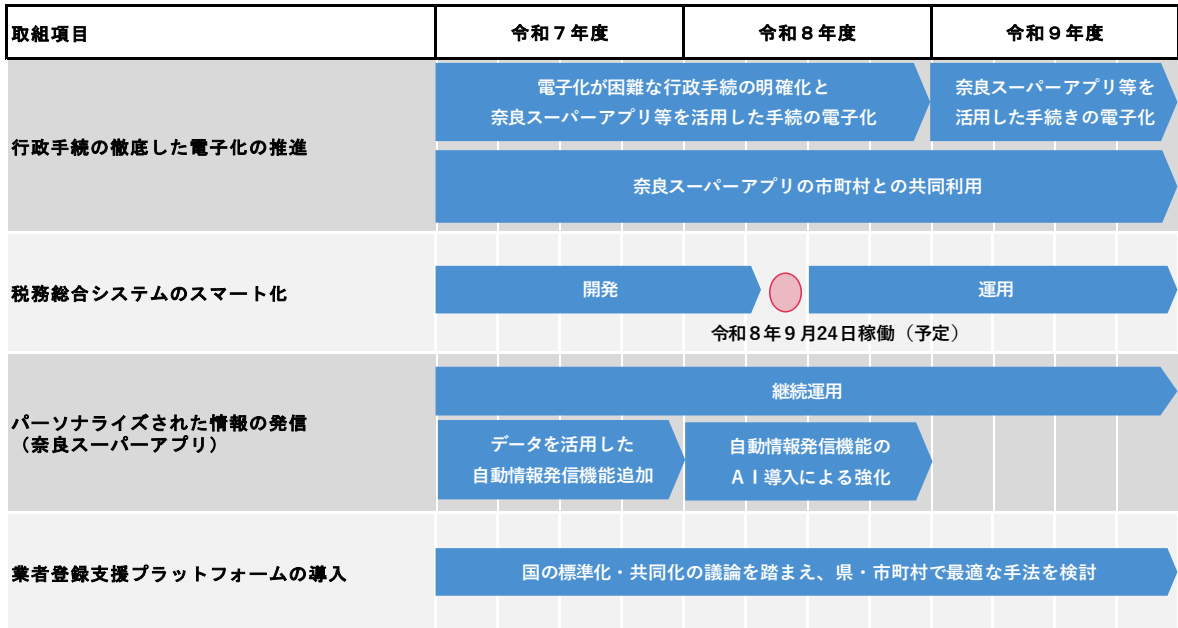 取組項目
令和７年度
令和８年度
令和９年度
行政手続の徹底した電子化の推進
電子化が困難な行政手続の明確化と
奈良スーパーアプリ等を活用した手続の電子化
奈良スーパーアプリ等を
活用した手続きの電子化
奈良スーパーアプリの市町村との共同利用
税務総合システムのスマート化
開発
運用
令和８年９月24日稼働（予定）
パーソナライズされた情報の発信
（奈良スーパーアプリ）
継続運用
データを活用した
自動情報発信機能追加
自動情報発信機能の
ＡＩ導入による強化
業者登録支援プラットフォームの導入
国の標準化・共同化の議論を踏まえ、県・市町村で最適な手法を検討